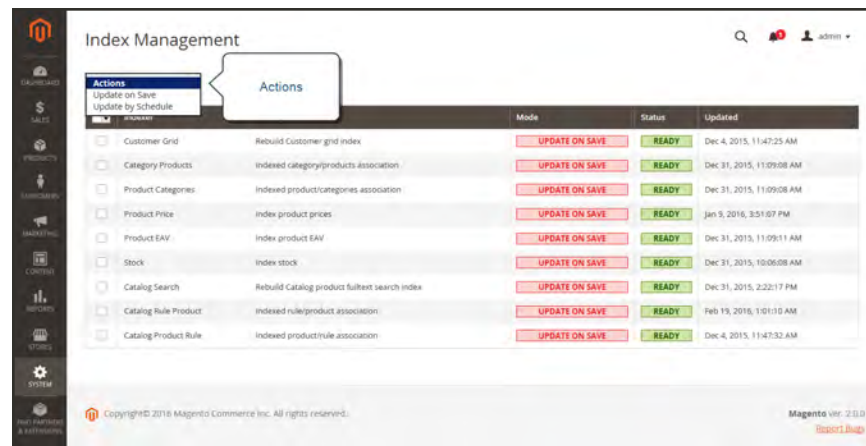 Index Management
1
admin
DASHBOARD
SALES
PRODUCTS
CUSTOMERS
MARKETING
CONTENT
REPORTS
STORES
SYSTEM
FIND PARTNERS
& EXTENSIONS
Actions
Update on Save
Update by Schedule
Actions
Indexer Mode Status Updated
Customer Grid Rebuild Customer grid index UPDATE ON SAVE READY Dec 4, 2015, 11:47:25 AM
Category Products Indexed category/products association UPDATE ON SAVE READY Dec 31, 2015, 11:09:08 AM
Product Categories Indexed product/categories association UPDATE ON SAVE READY Dec 31, 2015, 11:09:08 AM
Product Price Index product prices UPDATE ON SAVE READY Jan 9, 2016, 3:51:07 PM
Product EAV Index product EAV UPDATE ON SAVE READY Dec 31, 2015, 11:09:11 AM
Stock Index stock UPDATE ON SAVE READY Dec 31, 2015, 10:06:08 AM
Catalog Search Rebuild Catalog product fulltext search index UPDATE ON SAVE READY Dec 31, 2015, 2:22:17 PM
Catalog Rule Product Indexed rule/product association UPDATE ON SAVE READY Feb 19, 2016, 1:01:10 AM
Catalog Product Rule Indexed product/rule association UPDATE ON SAVE READY Dec 4, 2015, 11:47:32 AM
Copyright© 2016 Magento Commerce Inc. All rights reserved.
Magento ver. 2.0.0
Report Bugs